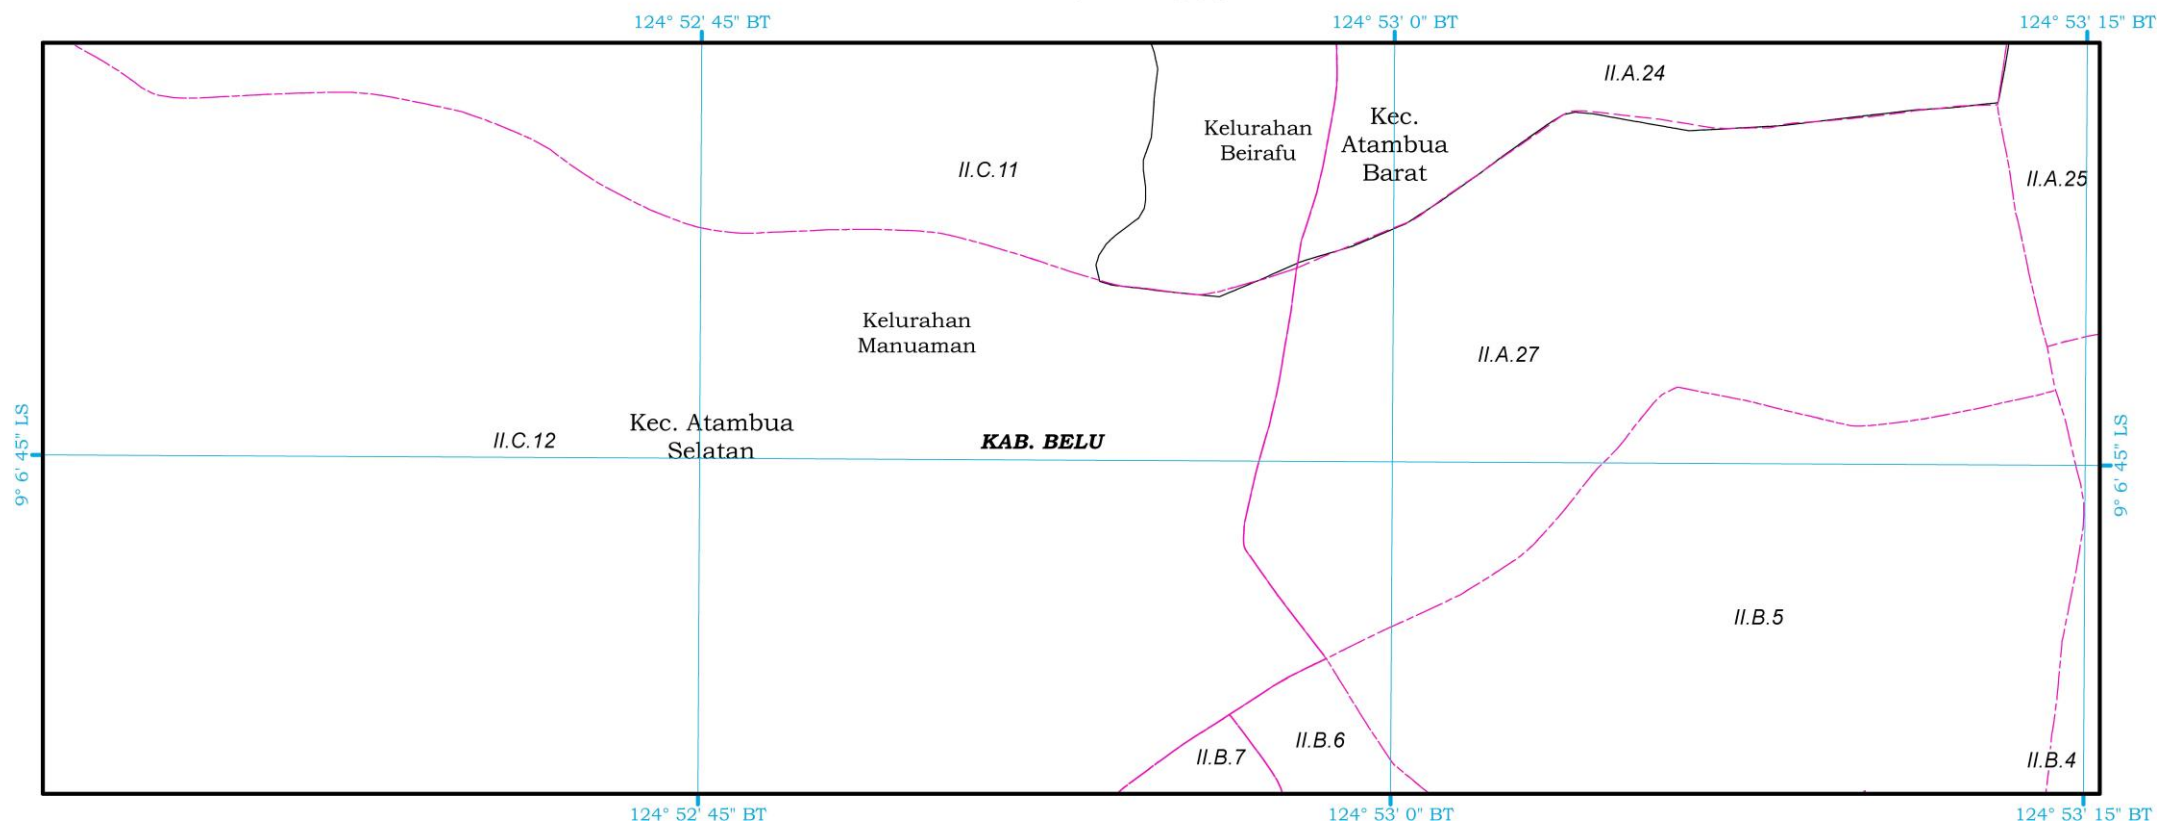 124° 52' 45" BT
124° 53' 0" BT
124° 53' 15" BT
II.A.24
Kec.
Atambua
Barat
Kelurahan
Beirafu
II.C.11
II.A.25
Kelurahan
Manuaman
II.A.27
Kec. Atambua
Selatan
II.C.12
KAB. BELU
9° 6' 45" LS
9° 6' 45" LS
II.B.5
II.B.6
II.B.7
II.B.4
124° 52' 45" BT
124° 53' 0" BT
124° 53' 15" BT